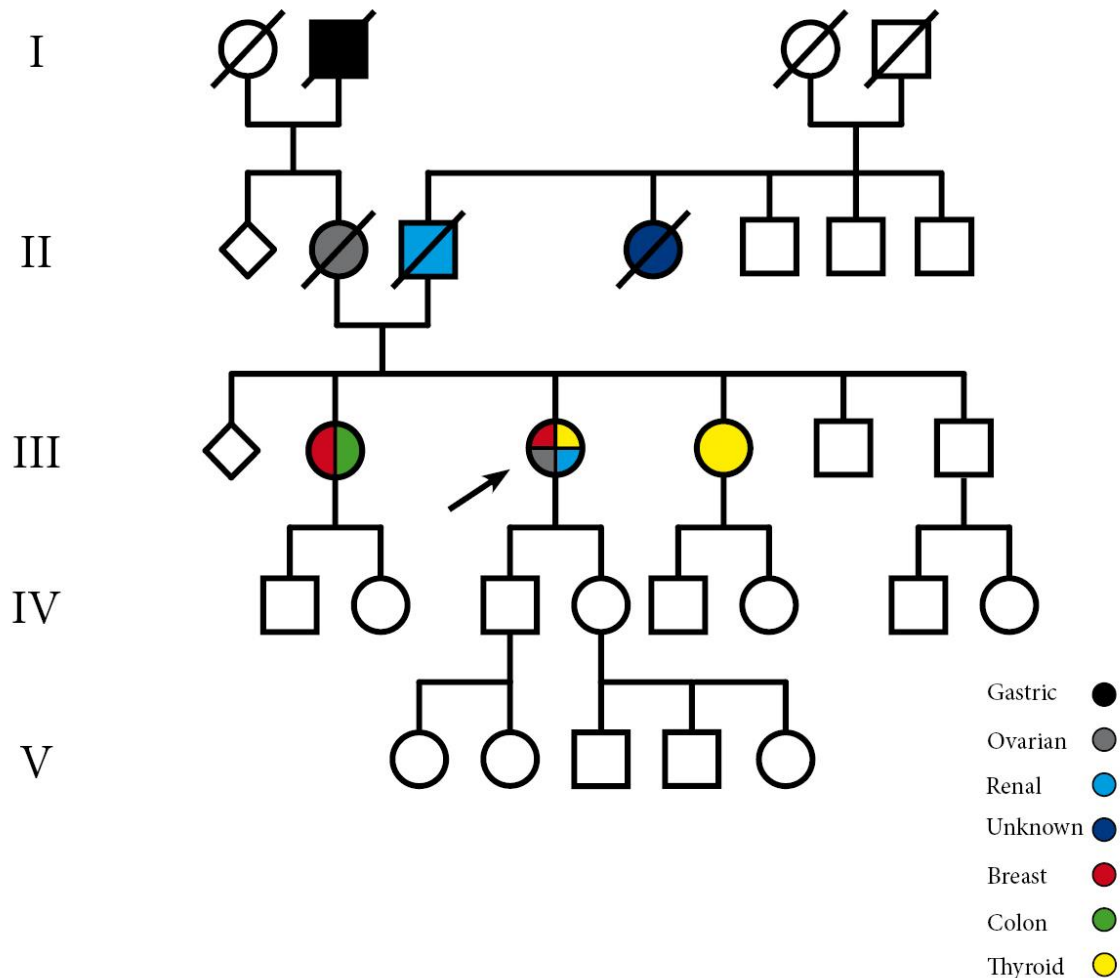 I
II
III
IV
V
Gastric
Ovarian
Renal
Unknown
Breast
Colon
Thyroid